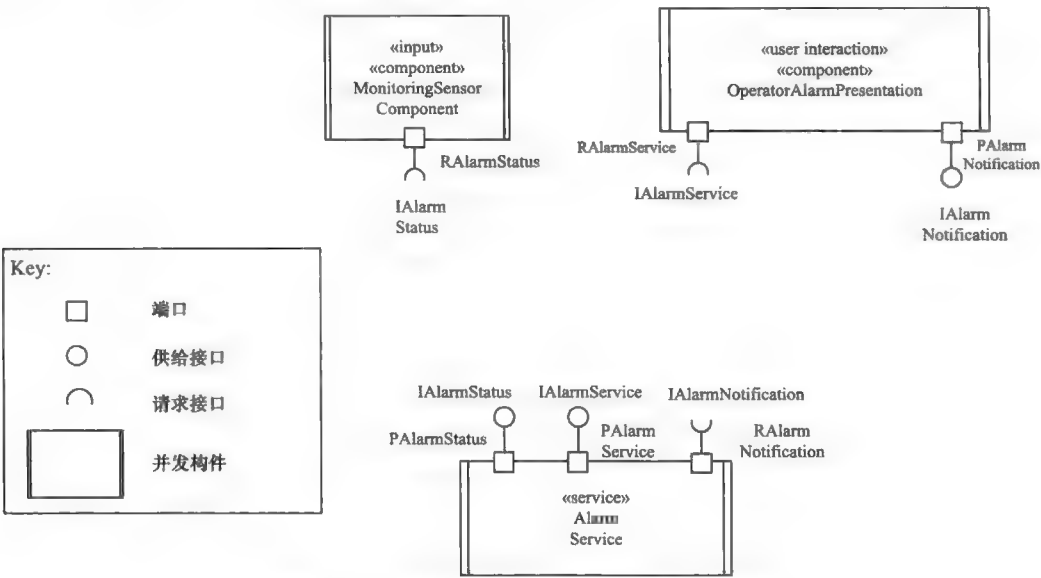 «input»
«component»
MonitoringSensor
Component
RAlarmStatus
IAlarm
Status
«user interaction»
«component»
OperatorAlarmPresentation
RAlarmService
IAlarmService
PAlarm
Notification
IAlarm
Notification
Key:
端口
供给接口
请求接口
并发构件
IAlarmStatus
IAlarmService
IAlarmNotification
PAlarmStatus
PAlarm
Service
RAlarm
Notification
«service»
Alarm
Service